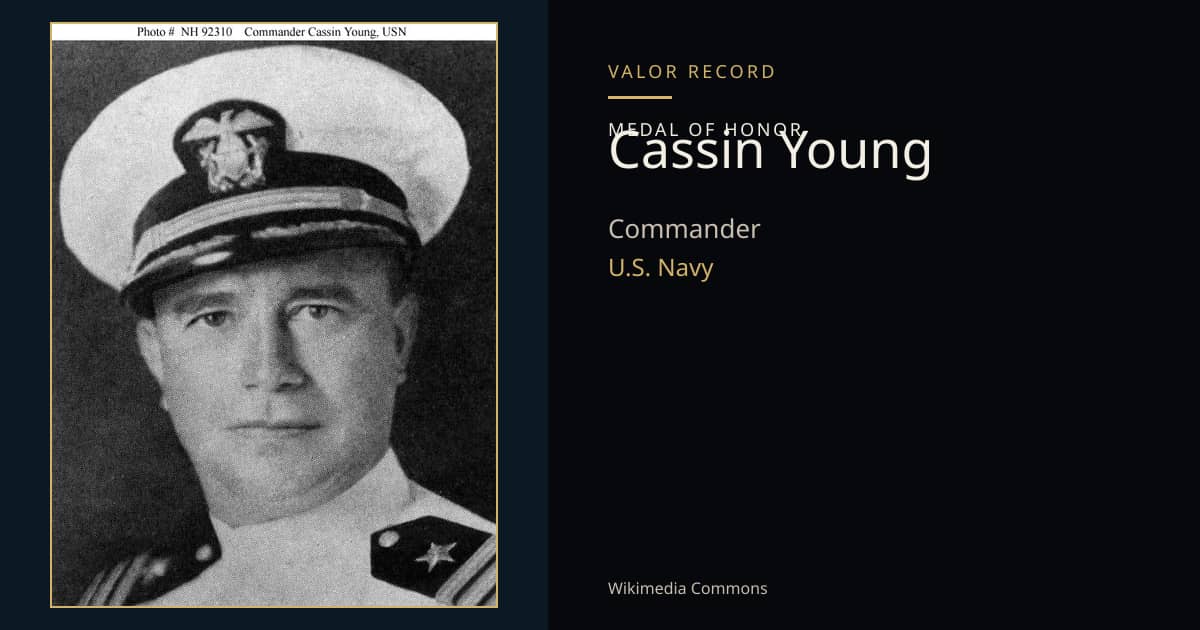 Photo # NH 92310 Commander Cassin Young, USN
VALOR RECORD
MEDAL OF HONOR
Cassin Young
Commander
U.S. Navy
Wikimedia Commons